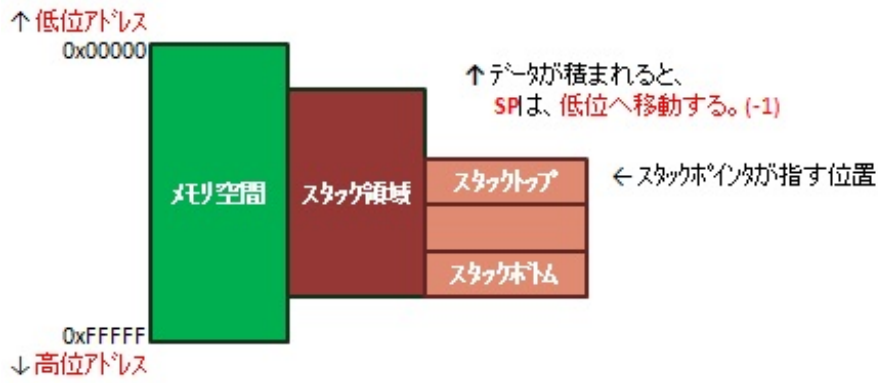 ↑ 低位ｱﾄﾞﾚｽ
0x00000
↑ ﾃﾞｰﾀが積まれると、
SPは、低位へ移動する。(-1)
ﾒﾓﾘ空間
ｽﾀｯｸ領域
ｽﾀｯｸﾄｯﾌﾟ
← ｽﾀｯｸﾎﾟｲﾝﾀが指す位置
ｽﾀｯｸﾎﾞﾄﾑ
0xFFFFF
↓ 高位ｱﾄﾞﾚｽ